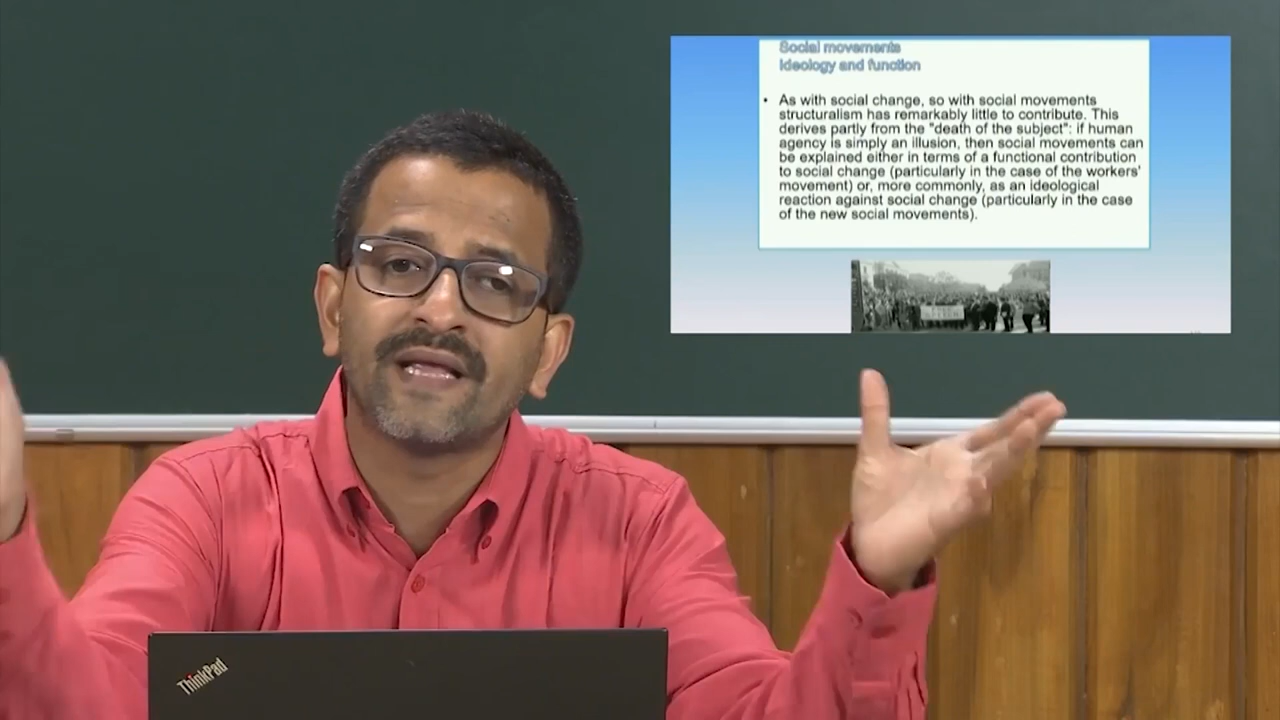 Social movements
Ideology and function
• As with social change, so with social movements
structuralism has remarkably little to contribute. This
derives partly from the "death of the subject": if human
agency is simply an illusion, then social movements can
be explained either in terms of a functional contribution
to social change (particularly in the case of the workers'
movement) or, more commonly, as an ideological
reaction against social change (particularly in the case
of the new social movements).
ThinkPad